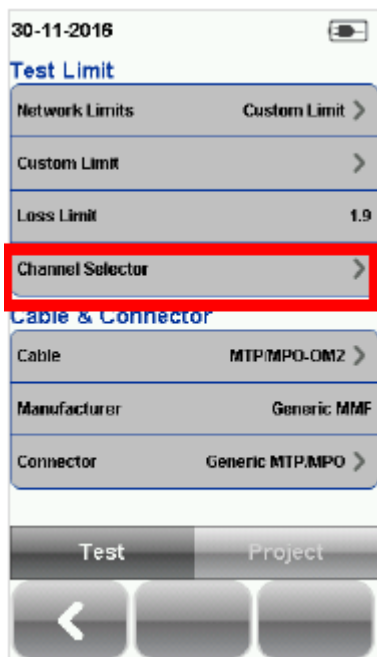 30-11-2016
Test Limit
Network Limits Custom Limit
Custom Limit
Loss Limit 1.9
Channel Selector
Cable & Connector
Cable MTP/MPO-OM2
Manufacturer Generic MMF
Connector Generic MTP/MPO
Test Project